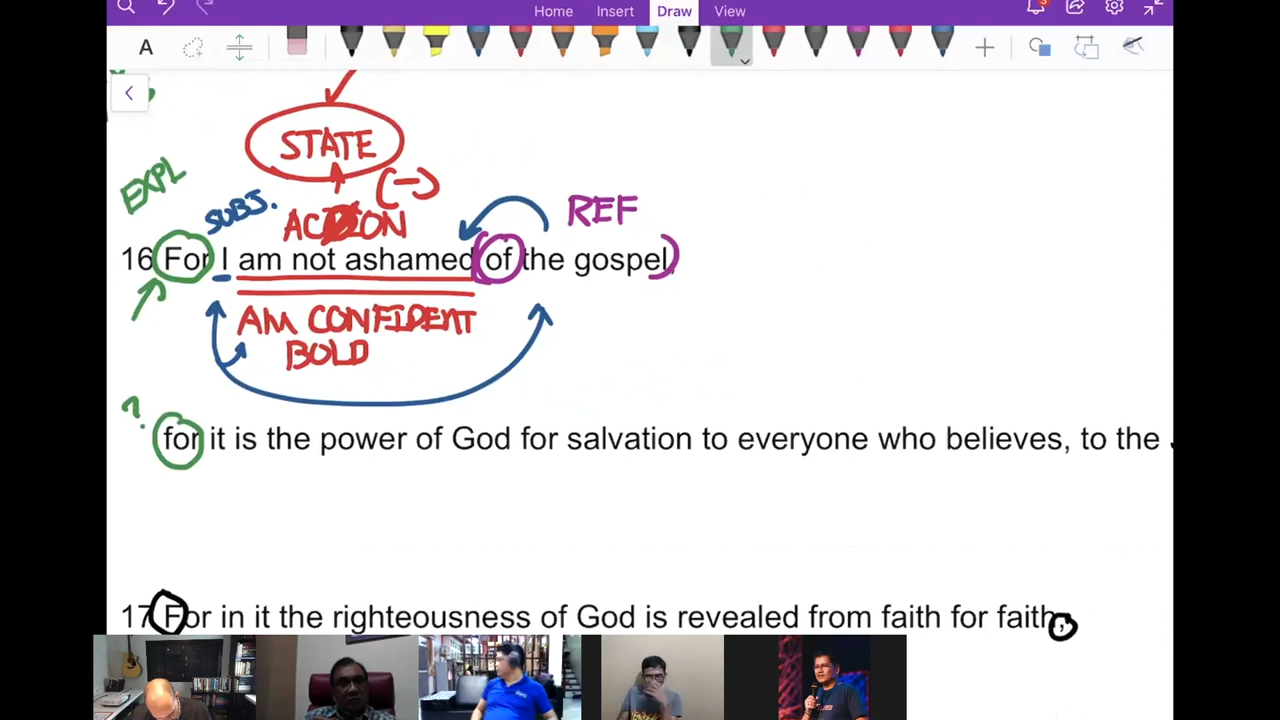 Home Insert Draw View
A
STATE
EXPL
SUBJ.
(-)
ACTION
REF
16 For I am not ashamed (of the gospel,)
AM CONFIDENT
BOLD
?
for it is the power of God for salvation to everyone who believes, to the
17 For in it the righteousness of God is revealed from faith for faith,